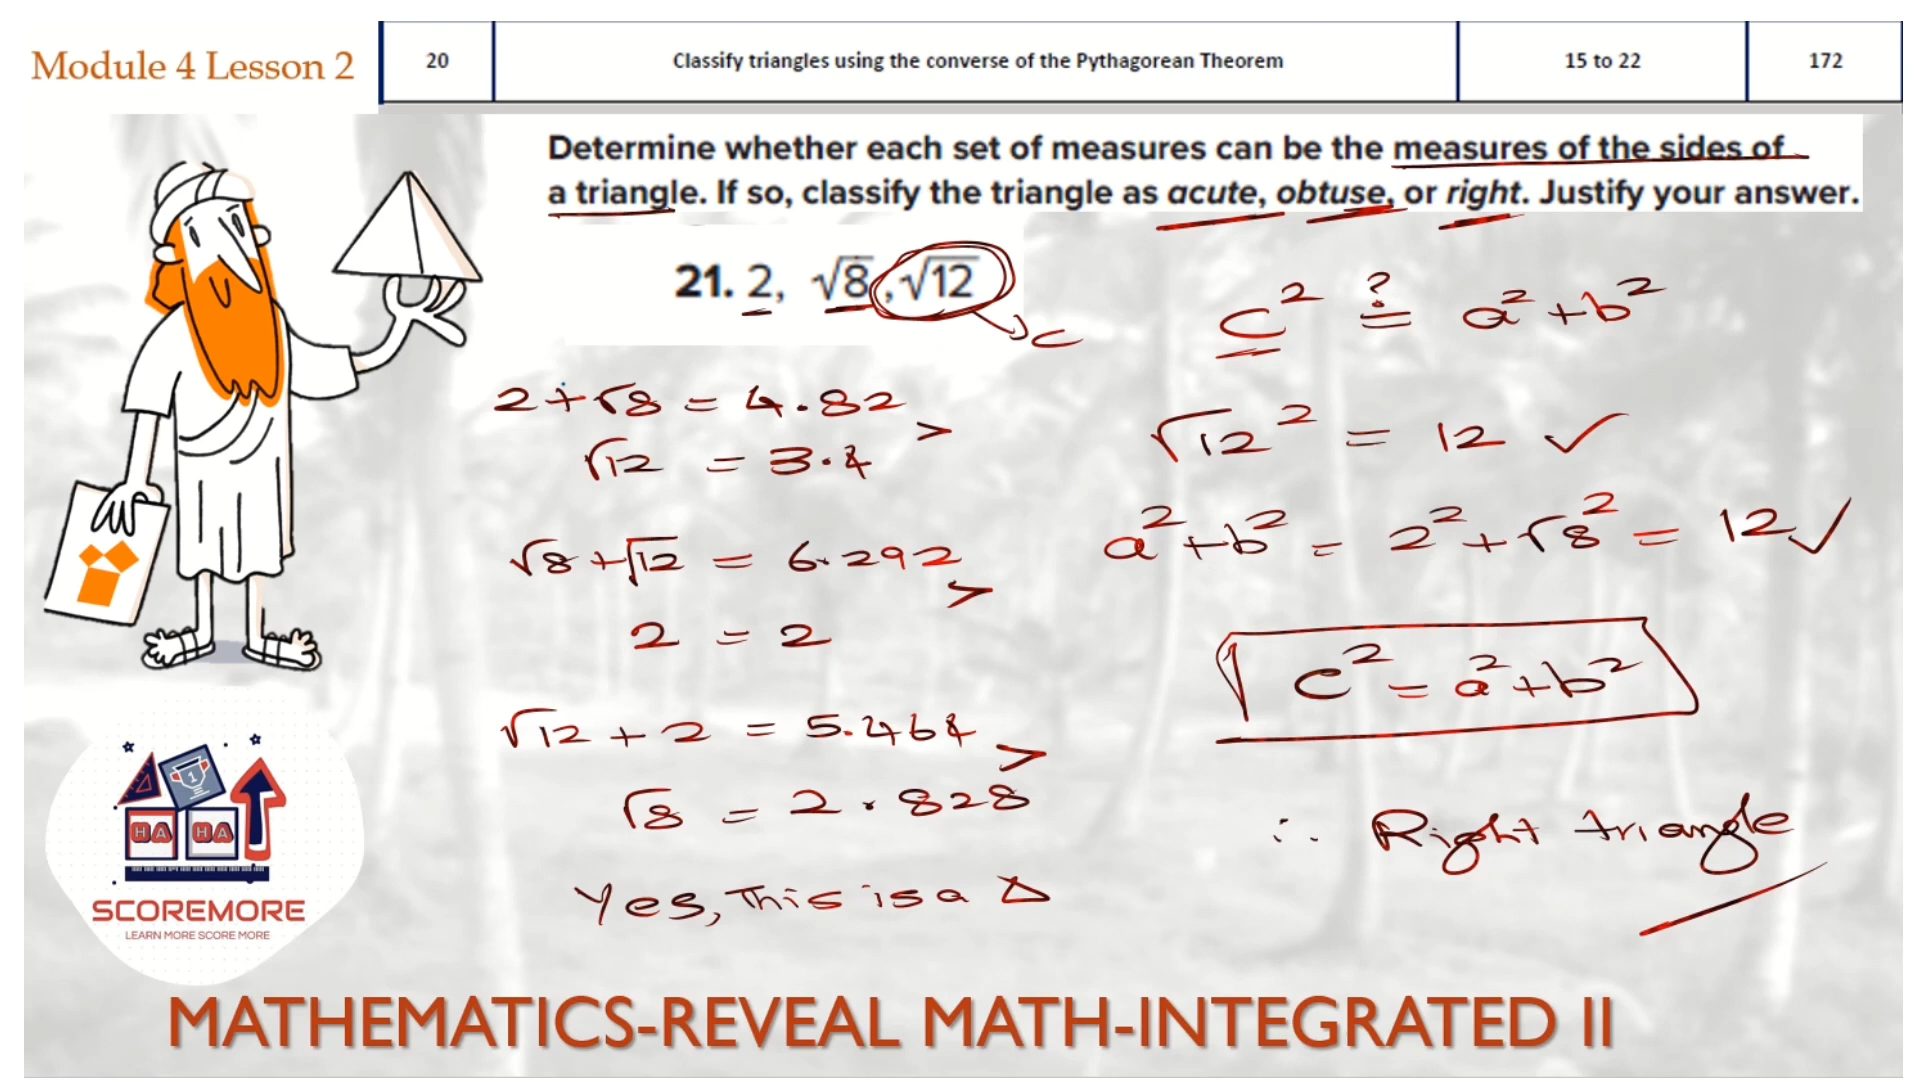 Module 4 Lesson 2
20 Classify triangles using the converse of the Pythagorean Theorem 15 to 22 172
Determine whether each set of measures can be the measures of the sides of
a triangle. If so, classify the triangle as acute, obtuse, or right. Justify your answer.
21. 2, √8, √12
c
2+√8 = 4.82
>
√12 = 3.4
√8+√12 = 6.292
>
2 = 2
√12 + 2 = 5.464
>
√8 = 2.828
Yes, This is a Δ
c² ≟ a²+b²
√12² = 12 ✓
a²+b² = 2²+√8² = 12 ✓
c² = a²+b²
∴ Right triangle
1
HA HA
SCOREMORE
LEARN MORE SCORE MORE
MATHEMATICS-REVEAL MATH-INTEGRATED II